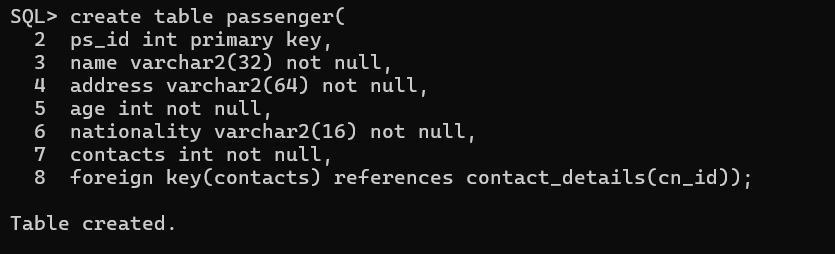 SQL> create table passenger(
  2  ps_id int primary key,
  3  name varchar2(32) not null,
  4  address varchar2(64) not null,
  5  age int not null,
  6  nationality varchar2(16) not null,
  7  contacts int not null,
  8  foreign key(contacts) references contact_details(cn_id));
Table created.